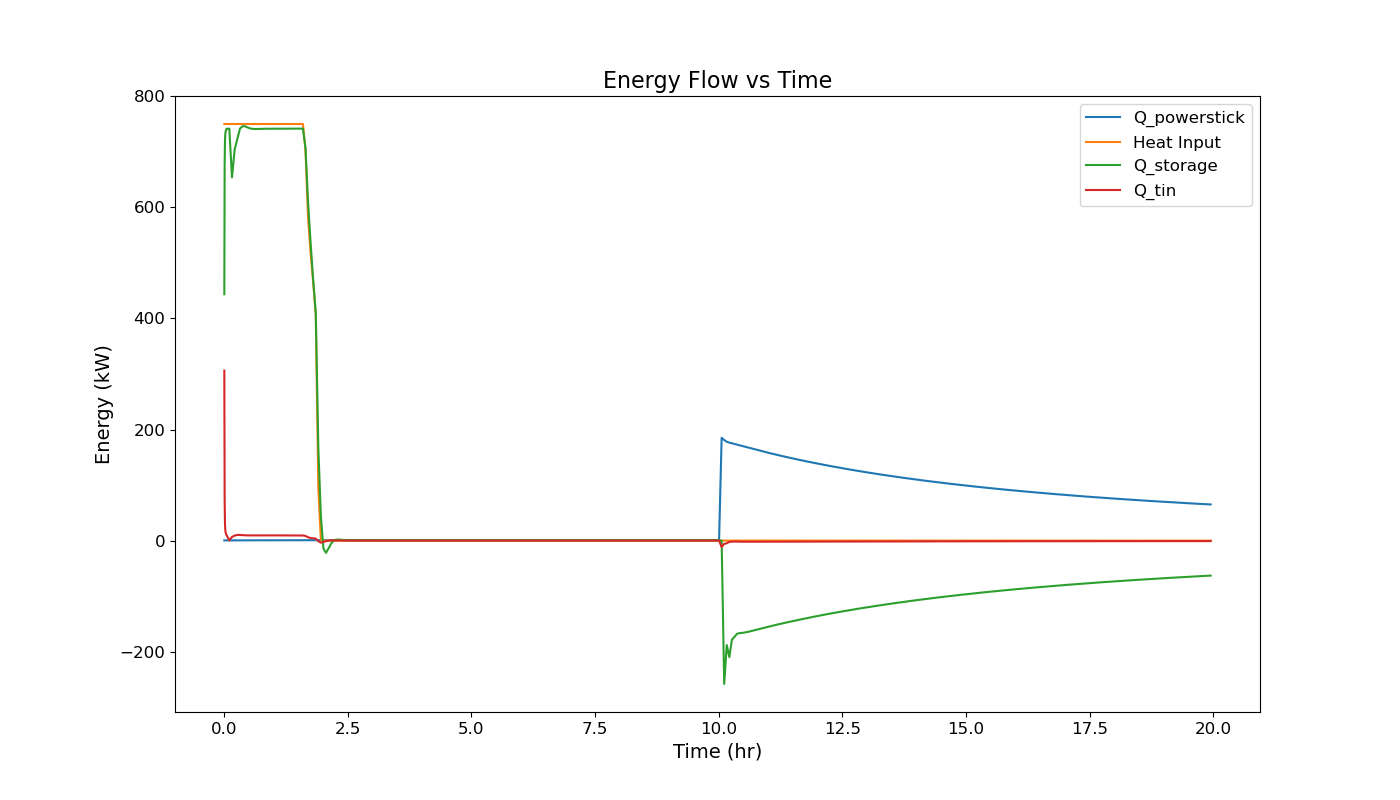 Energy Flow vs Time
800
600
400
200
0
−200
Energy (kW)
Q_powerstick
Heat Input
Q_storage
Q_tin
0.0 2.5 5.0 7.5 10.0 12.5 15.0 17.5 20.0
Time (hr)